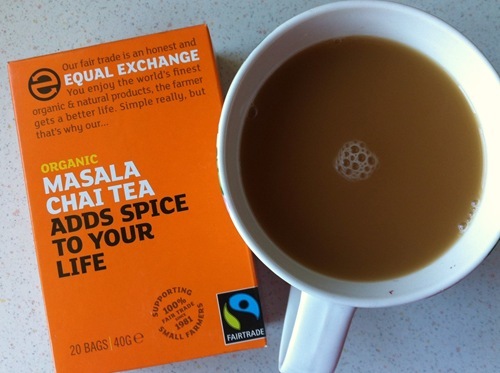 Our fair trade is an honest and
EQUAL EXCHANGE
You enjoy the world's finest
organic & natural products, the farmer
gets a better life. Simple really, but
that's why our...
ORGANIC
MASALA
CHAI TEA
ADDS SPICE
TO YOUR
LIFE
SUPPORTING
100%
FAIR TRADE
SINCE
1981
SMALL FARMERS
FAIRTRADE
20 BAGS 40G e